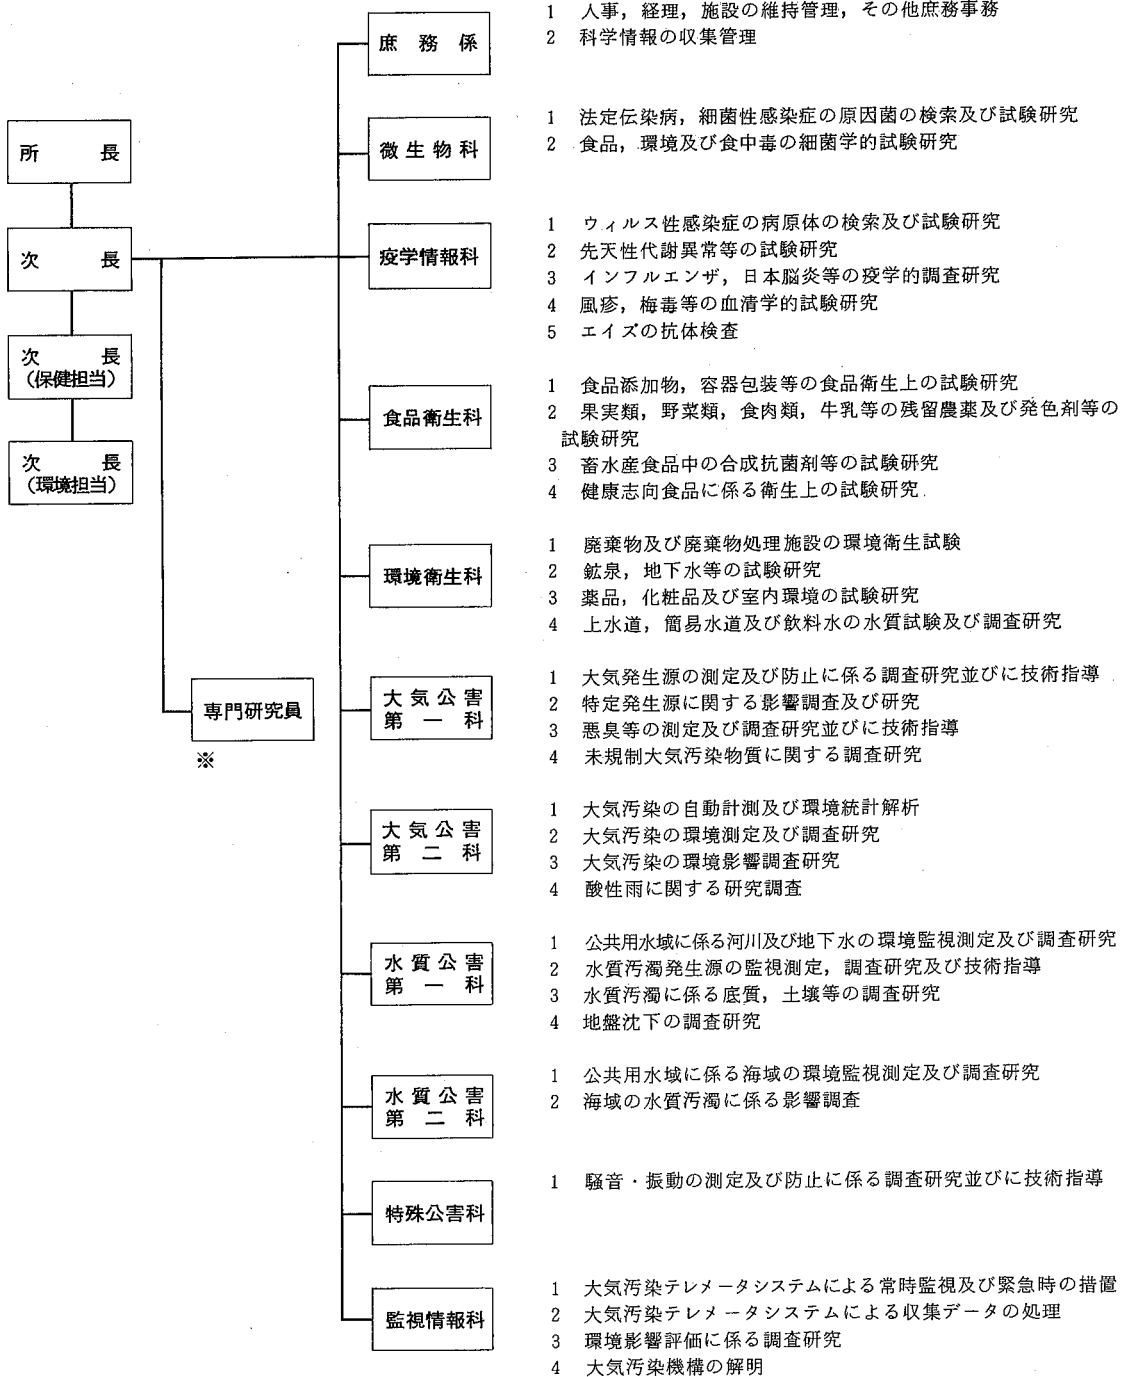 所長
次長
次長
(保健担当)
次長
(環境担当)
専門研究員
※
庶務係
1 人事,経理,施設の維持管理,その他庶務事務
2 科学情報の収集管理
微生物科
1 法定伝染病,細菌性感染症の原因菌の検索及び試験研究
2 食品,環境及び食中毒の細菌学的試験研究
疫学情報科
1 ウィルス性感染症の病原体の検索及び試験研究
2 先天性代謝異常等の試験研究
3 インフルエンザ,日本脳炎等の疫学的調査研究
4 風疹,梅毒等の血清学的試験研究
5 エイズの抗体検査
食品衛生科
1 食品添加物,容器包装等の食品衛生上の試験研究
2 果実類,野菜類,食肉類,牛乳等の残留農薬及び発色剤等の
試験研究
3 畜水産食品中の合成抗菌剤等の試験研究
4 健康志向食品に係る衛生上の試験研究
環境衛生科
1 廃棄物及び廃棄物処理施設の環境衛生試験
2 鉱泉,地下水等の試験研究
3 薬品,化粧品及び室内環境の試験研究
4 上水道,簡易水道及び飲料水の水質試験及び調査研究
大気公害
第一科
1 大気発生源の測定及び防止に係る調査研究並びに技術指導
2 特定発生源に関する影響調査及び研究
3 悪臭等の測定及び調査研究並びに技術指導
4 未規制大気汚染物質に関する調査研究
大気公害
第二科
1 大気汚染の自動計測及び環境統計解析
2 大気汚染の環境測定及び調査研究
3 大気汚染の環境影響調査研究
4 酸性雨に関する研究調査
水質公害
第一科
1 公共用水域に係る河川及び地下水の環境監視測定及び調査研究
2 水質汚濁発生源の監視測定,調査研究及び技術指導
3 水質汚濁に係る底質,土壌等の調査研究
4 地盤沈下の調査研究
水質公害
第二科
1 公共用水域に係る海域の環境監視測定及び調査研究
2 海域の水質汚濁に係る影響調査
特殊公害科
1 騒音・振動の測定及び防止に係る調査研究並びに技術指導
監視情報科
1 大気汚染テレメータシステムによる常時監視及び緊急時の措置
2 大気汚染テレメータシステムによる収集データの処理
3 環境影響評価に係る調査研究
4 大気汚染機構の解明